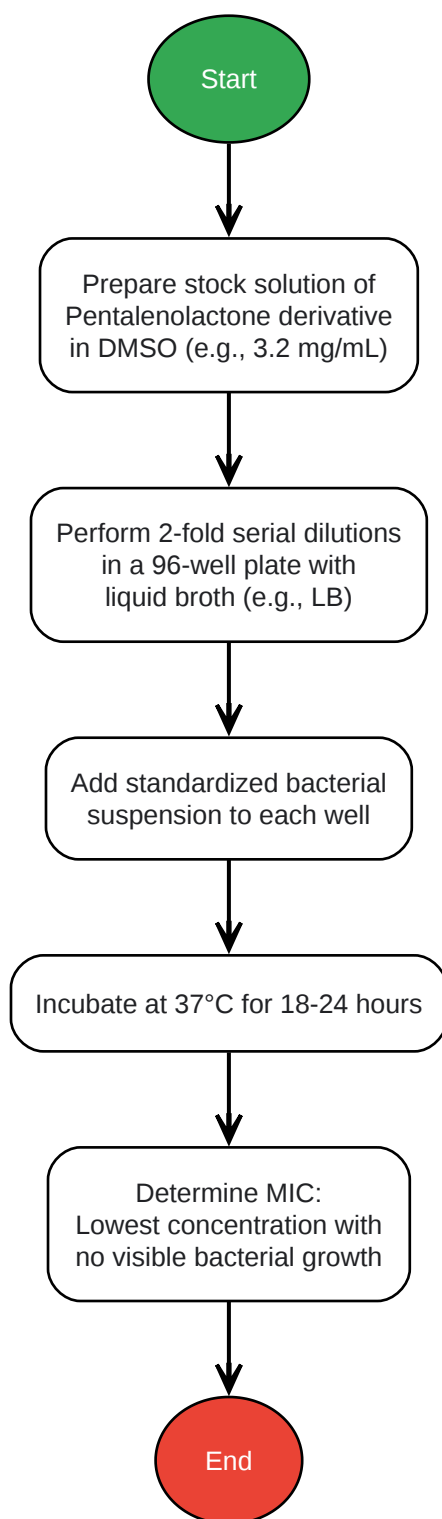 Start
Prepare stock solution of
Pentalenolactone derivative
in DMSO (e.g., 3.2 mg/mL)
Perform 2-fold serial dilutions
in a 96-well plate with
liquid broth (e.g., LB)
Add standardized bacterial
suspension to each well
Incubate at 37°C for 18-24 hours
Determine MIC:
Lowest concentration with
no visible bacterial growth
End